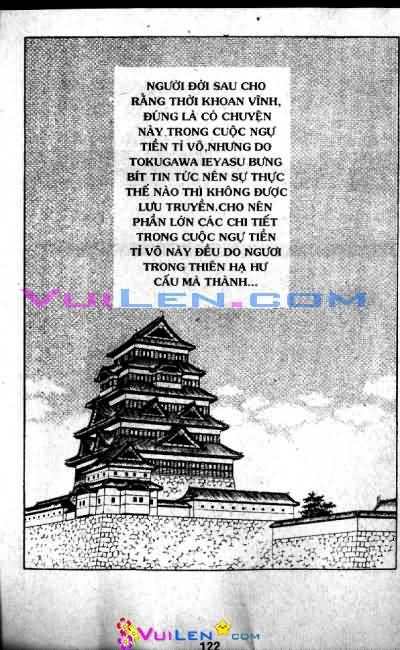 NGƯỜI ĐỜI SAU CHO
RẰNG THỜI KHOAN VĨNH,
ĐÚNG LÀ CÓ CHUYỆN
NÀY TRONG CUỘC NGỰ
TIỀN TỈ VÕ,NHƯNG DO
TOKUGAWA IEYASU BƯNG
BÍT TIN TỨC NÊN SỰ THỰC
THẾ NÀO THÌ KHÔNG ĐƯỢC
LƯU TRUYỀN.CHO NÊN
PHẦN LỚN CÁC CHI TIẾT
TRONG CUỘC NGỰ TIỀN
TỈ VÕ NÀY ĐỀU DO NGƯƠI
TRONG THIÊN HẠ HƯ
CẤU MÀ THÀNH...
VUILEN.COM
VUILEN.COM
122